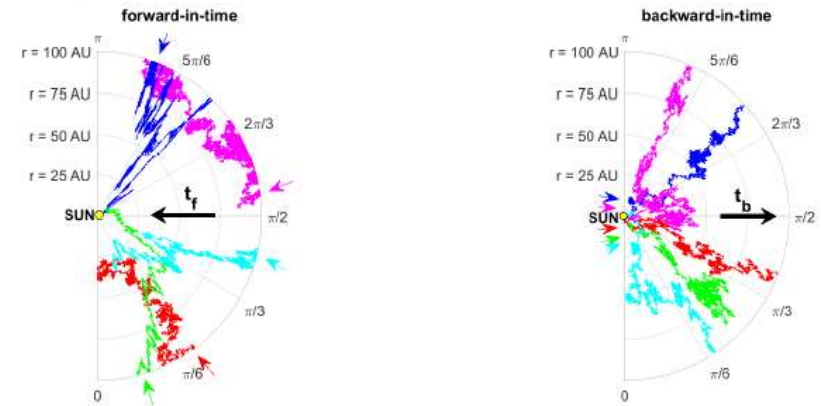 forward-in-time
π
r = 100 AU
5π/6
r = 75 AU
2π/3
r = 50 AU
r = 25 AU
t_f
SUN
π/2
π/3
π/6
0
backward-in-time
π
r = 100 AU
5π/6
r = 75 AU
2π/3
r = 50 AU
r = 25 AU
t_b
SUN
π/2
π/3
π/6
0